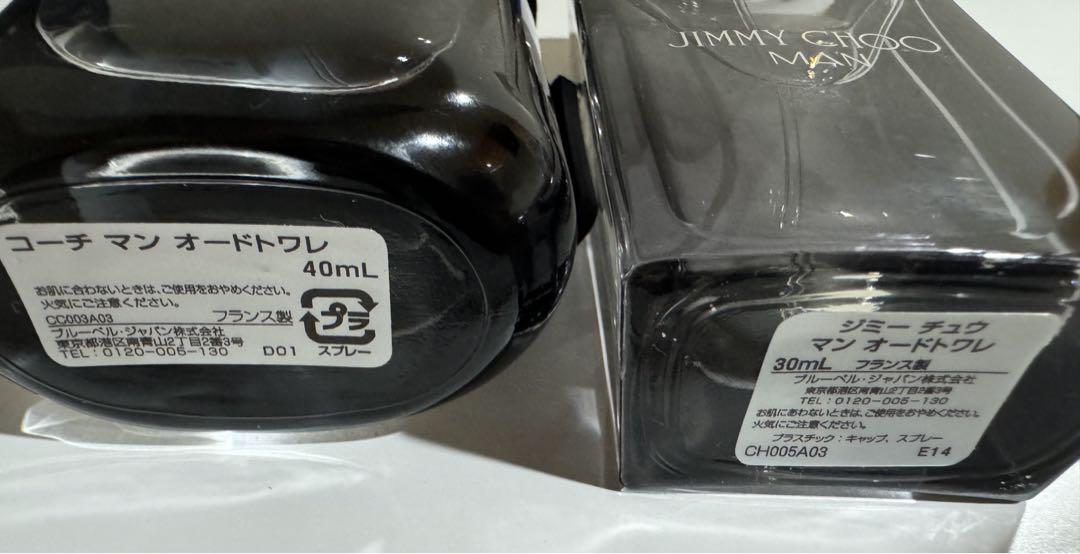 コーチ マン オードトワレ
40mL
お肌に合わないときは、ご使用をおやめください。
火気にご注意ください。
CC003A03 フランス製
ブルーベル・ジャパン株式会社
東京都港区南青山2丁目2番3号
TEL:0120-005-130 D01
プラ
スプレー
JIMMY CHOO
MAN
ジミー チュウ
マン オードトワレ
30mL フランス製
ブルーベル・ジャパン株式会社
東京都港区南青山2丁目2番3号
TEL:0120-005-130
お肌にあわないときは、ご使用をおやめください。
火気にご注意ください。
プラスチック:キャップ、スプレー
CH005A03 E14